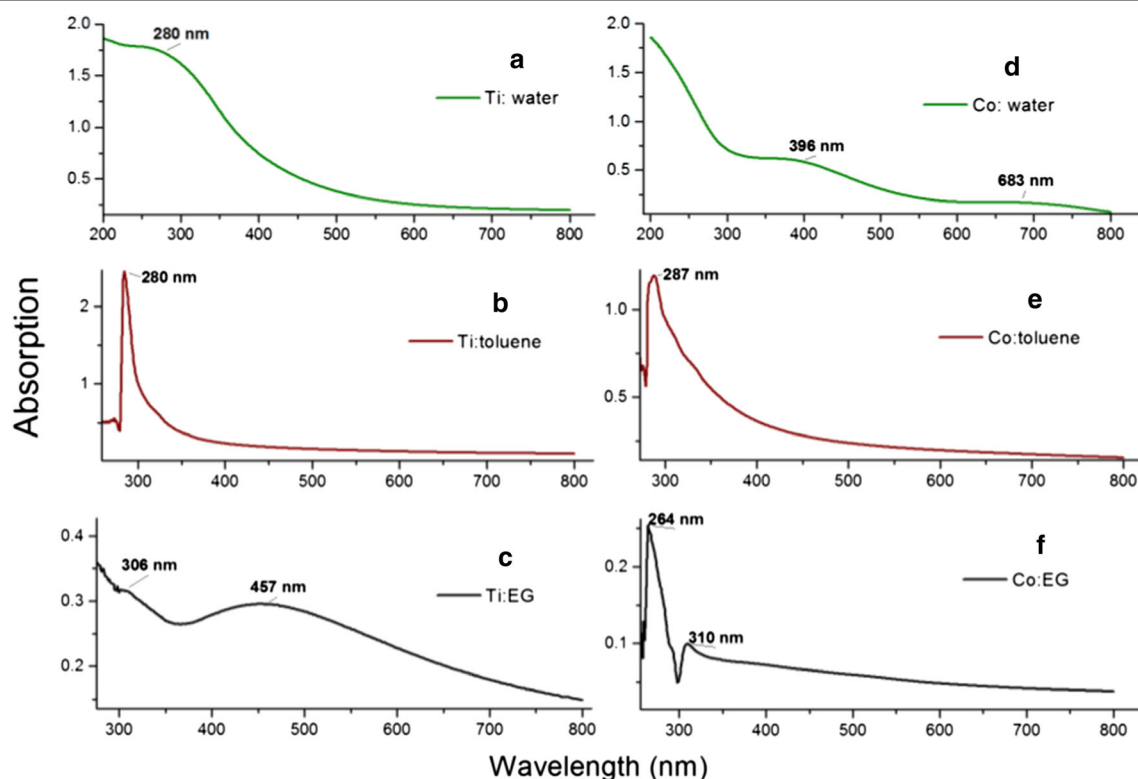 Absorption
2.0
1.5
1.0
0.5
280 nm
a
Ti: water
200 300 400 500 600 700 800
2.0
1.5
1.0
0.5
396 nm
683 nm
d
Co: water
200 300 400 500 600 700 800
2
1
280 nm
b
Ti:toluene
300 400 500 600 700 800
1.0
0.5
287 nm
e
Co:toluene
300 400 500 600 700 800
0.4
0.3
0.2
306 nm
457 nm
c
Ti:EG
300 400 500 600 700 800
0.2
0.1
264 nm
310 nm
f
Co:EG
300 400 500 600 700 800
Wavelength (nm)